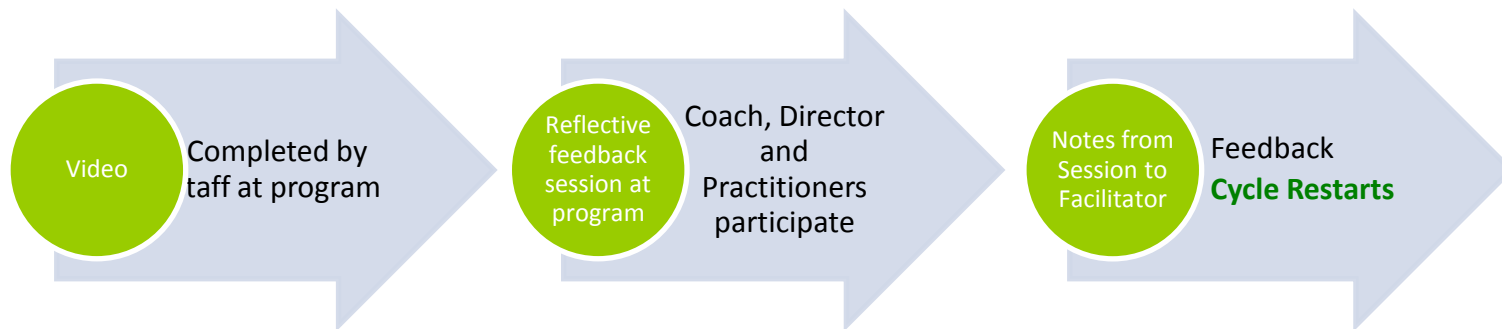 Video
Completed by
taff at program
Reflective
feedback
session at
program
Coach, Director
and
Practitioners
participate
Notes from
Session to
Facilitator
Feedback
Cycle Restarts